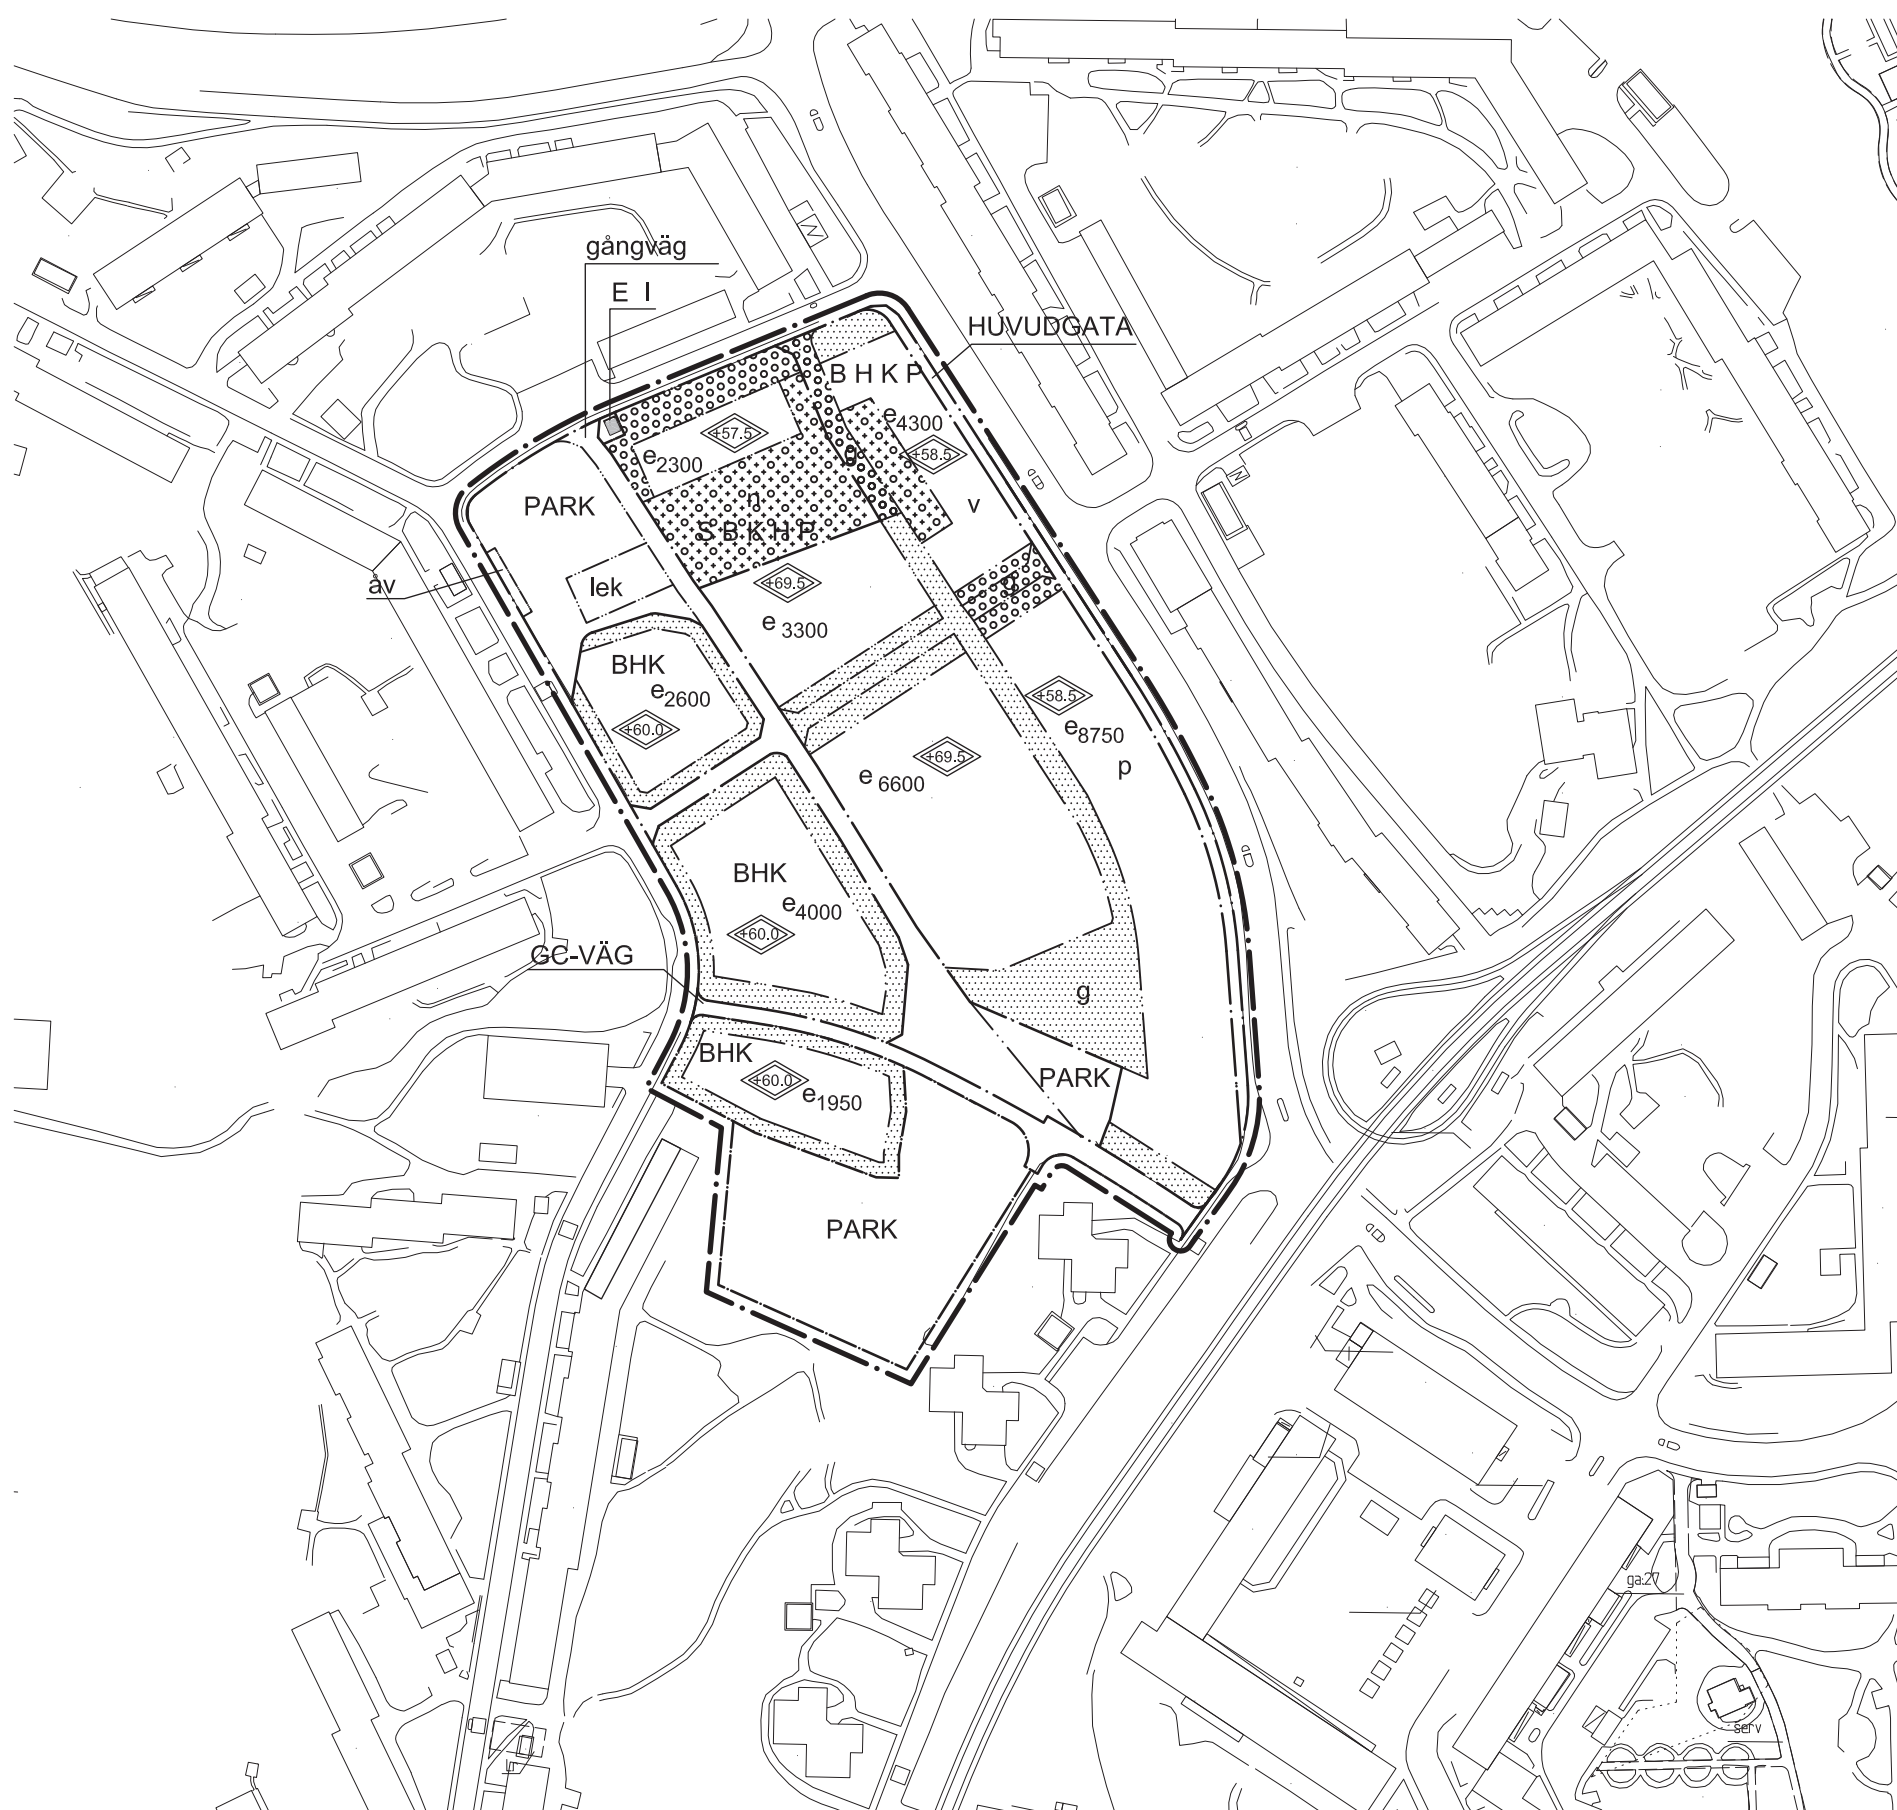 gångväg
E I
HUVUDGATA
B H K P
e4300
+57.5
+58.5
e2300
g
n
v
PARK
S B K H P
+69.5
g
lek
åv
e 3300
BHK
e2600
+58.5
+60.0
e8750
+69.5
p
e 6600
BHK
e4000
+60.0
GC-VÄG
g
BHK
+60.0
PARK
e1950
PARK
ga:27
serv